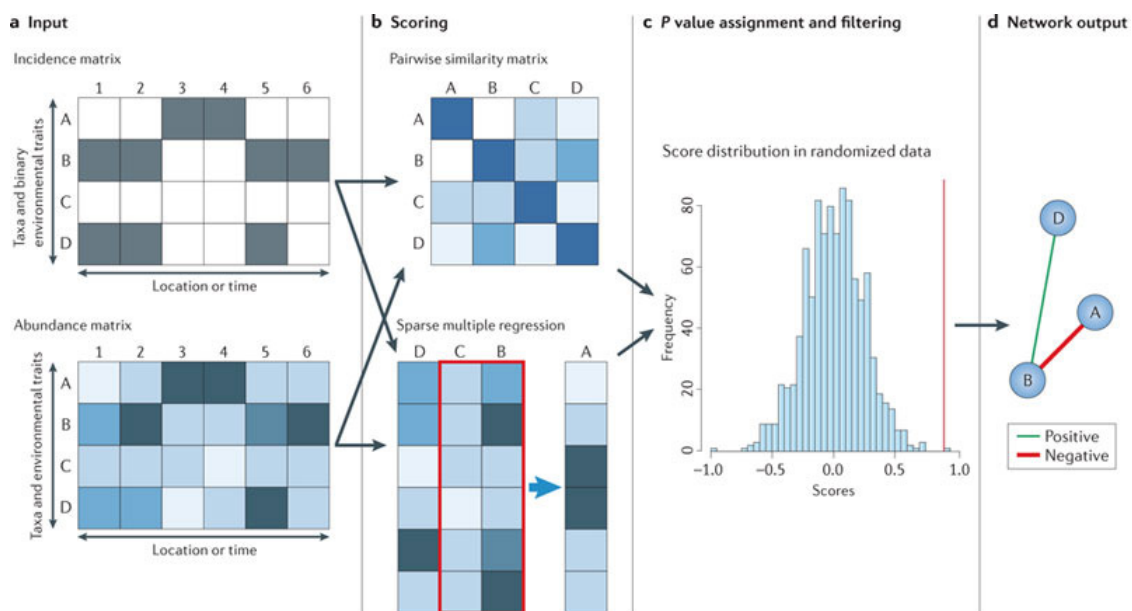 a Input
Incidence matrix
1 2 3 4 5 6
A
B
C
D
Taxa and binary
environmental traits
Location or time
Abundance matrix
1 2 3 4 5 6
A
B
C
D
Taxa and environmental traits
Location or time
b Scoring
Pairwise similarity matrix
A B C D
A
B
C
D
Sparse multiple regression
D C B A
c P value assignment and filtering
Score distribution in randomized data
Frequency
80
60
40
20
0
−1.0 −0.5 0.0 0.5 1.0
Scores
d Network output
D
A
B
Positive
Negative